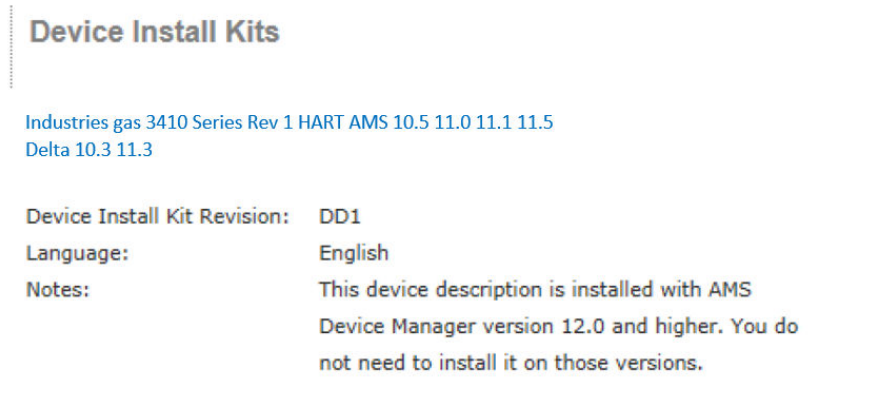 Device Install Kits
Industries gas 3410 Series Rev 1 HART AMS 10.5 11.0 11.1 11.5
Delta 10.3 11.3
Device Install Kit Revision: DD1
Language: English
Notes: This device description is installed with AMS
Device Manager version 12.0 and higher. You do
not need to install it on those versions.